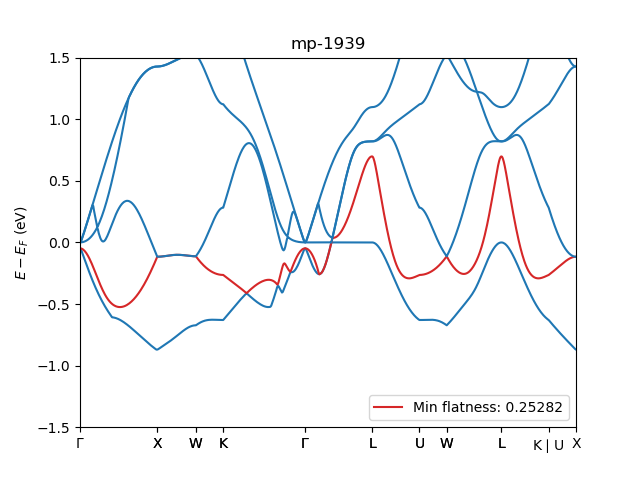 mp-1939
1.5
1.0
0.5
0.0
−0.5
−1.0
−1.5
E − E_F (eV)
Γ X W K Γ L U W L K | U X
Min flatness: 0.25282